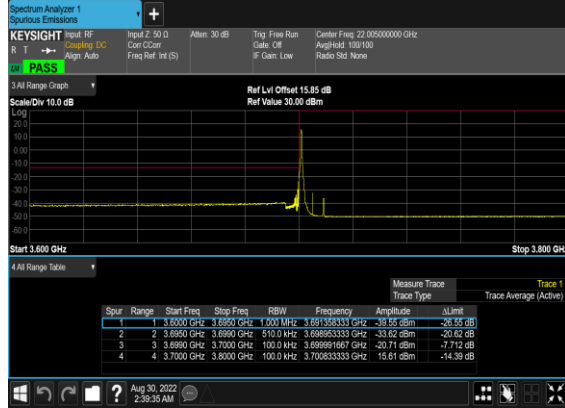 Spectrum Analyzer 1
Spurious Emissions
+
KEYSIGHT Input: RF Input Z: 50 Ω Atten: 30 dB Trig: Free Run Center Freq: 22.005000000 GHz
R T Coupling: DC Corr CCorr Gate: Off Avg|Hold: 100/100
Align: Auto Freq Ref: Int (S) IF Gain: Low Radio Std: None
PASS
3 All Range Graph
Ref Lvl Offset 15.85 dB
Scale/Div 10.0 dB Ref Value 30.00 dBm
Log
20.0
10.0
0.00
-10.0
-20.0
-30.0
-40.0
-50.0
-60.0
Start 3.600 GHz Stop 3.800 GHz
4 All Range Table
Measure Trace Trace 1
Trace Type Trace Average (Active)
Spur Range Start Freq Stop Freq RBW Frequency Amplitude ΔLimit
1 1 3.6000 GHz 3.6950 GHz 1.000 MHz 3.691358333 GHz -39.55 dBm -26.55 dB
2 2 3.6950 GHz 3.6990 GHz 510.0 kHz 3.698953333 GHz -33.62 dBm -20.62 dB
3 3 3.6990 GHz 3.7000 GHz 100.0 kHz 3.699991667 GHz -20.71 dBm -7.712 dB
4 4 3.7000 GHz 3.8000 GHz 100.0 kHz 3.700833333 GHz 15.61 dBm -14.39 dB
? Aug 30, 2022
2:39:35 AM